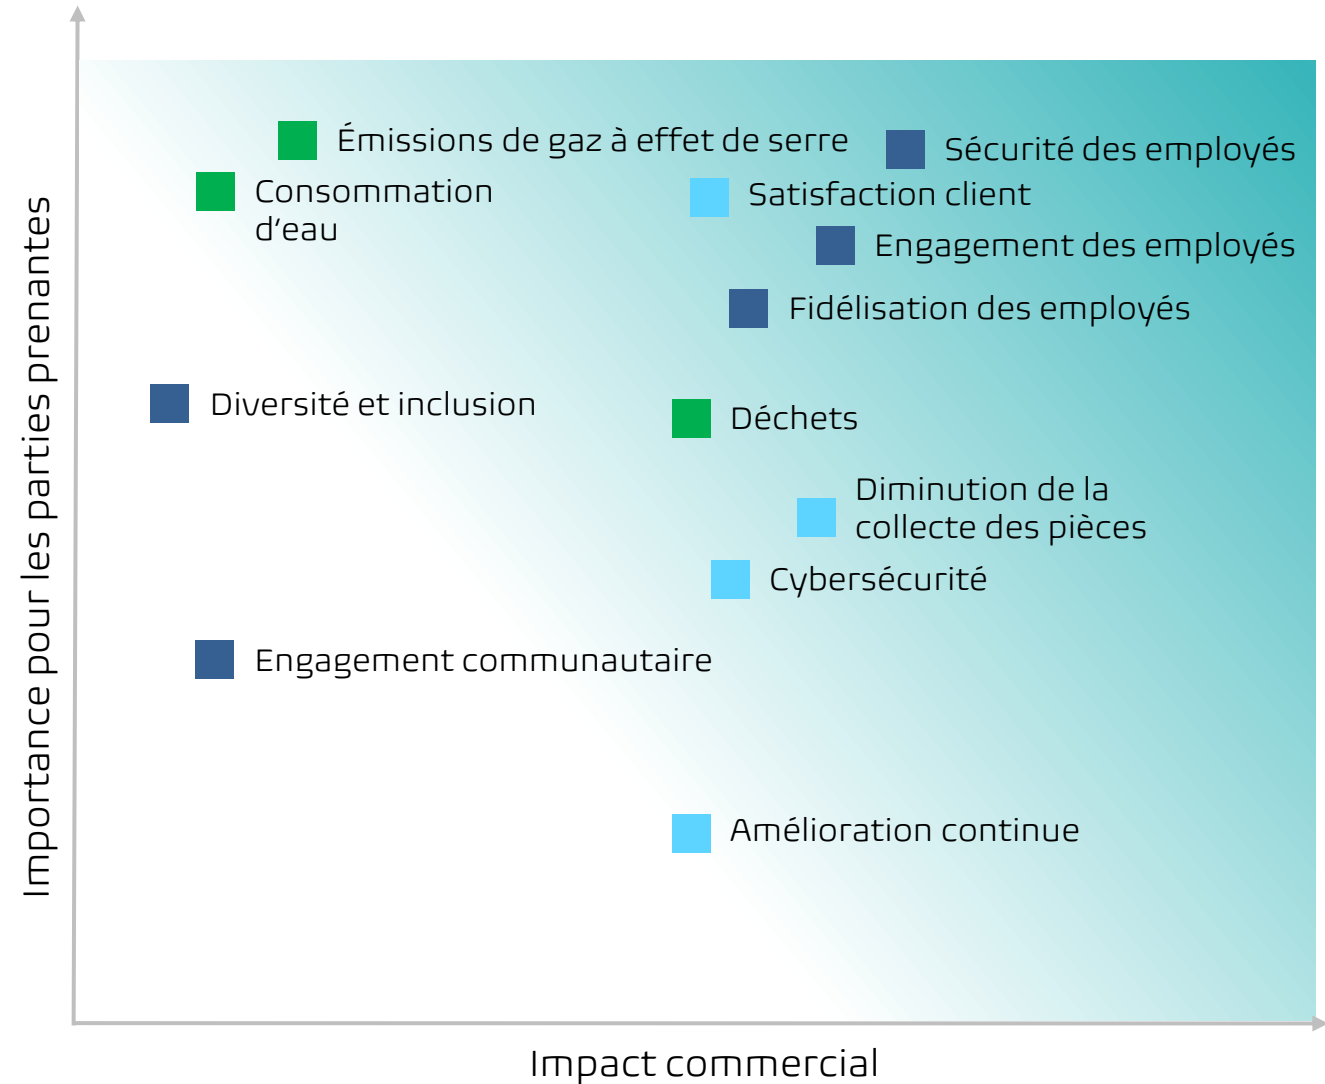 Émissions de gaz à effet de serre
Sécurité des employés
Consommation
d'eau
Satisfaction client
Engagement des employés
Fidélisation des employés
Diversité et inclusion
Déchets
Diminution de la
collecte des pièces
Cybersécurité
Engagement communautaire
Amélioration continue
Importance pour les parties prenantes
Impact commercial